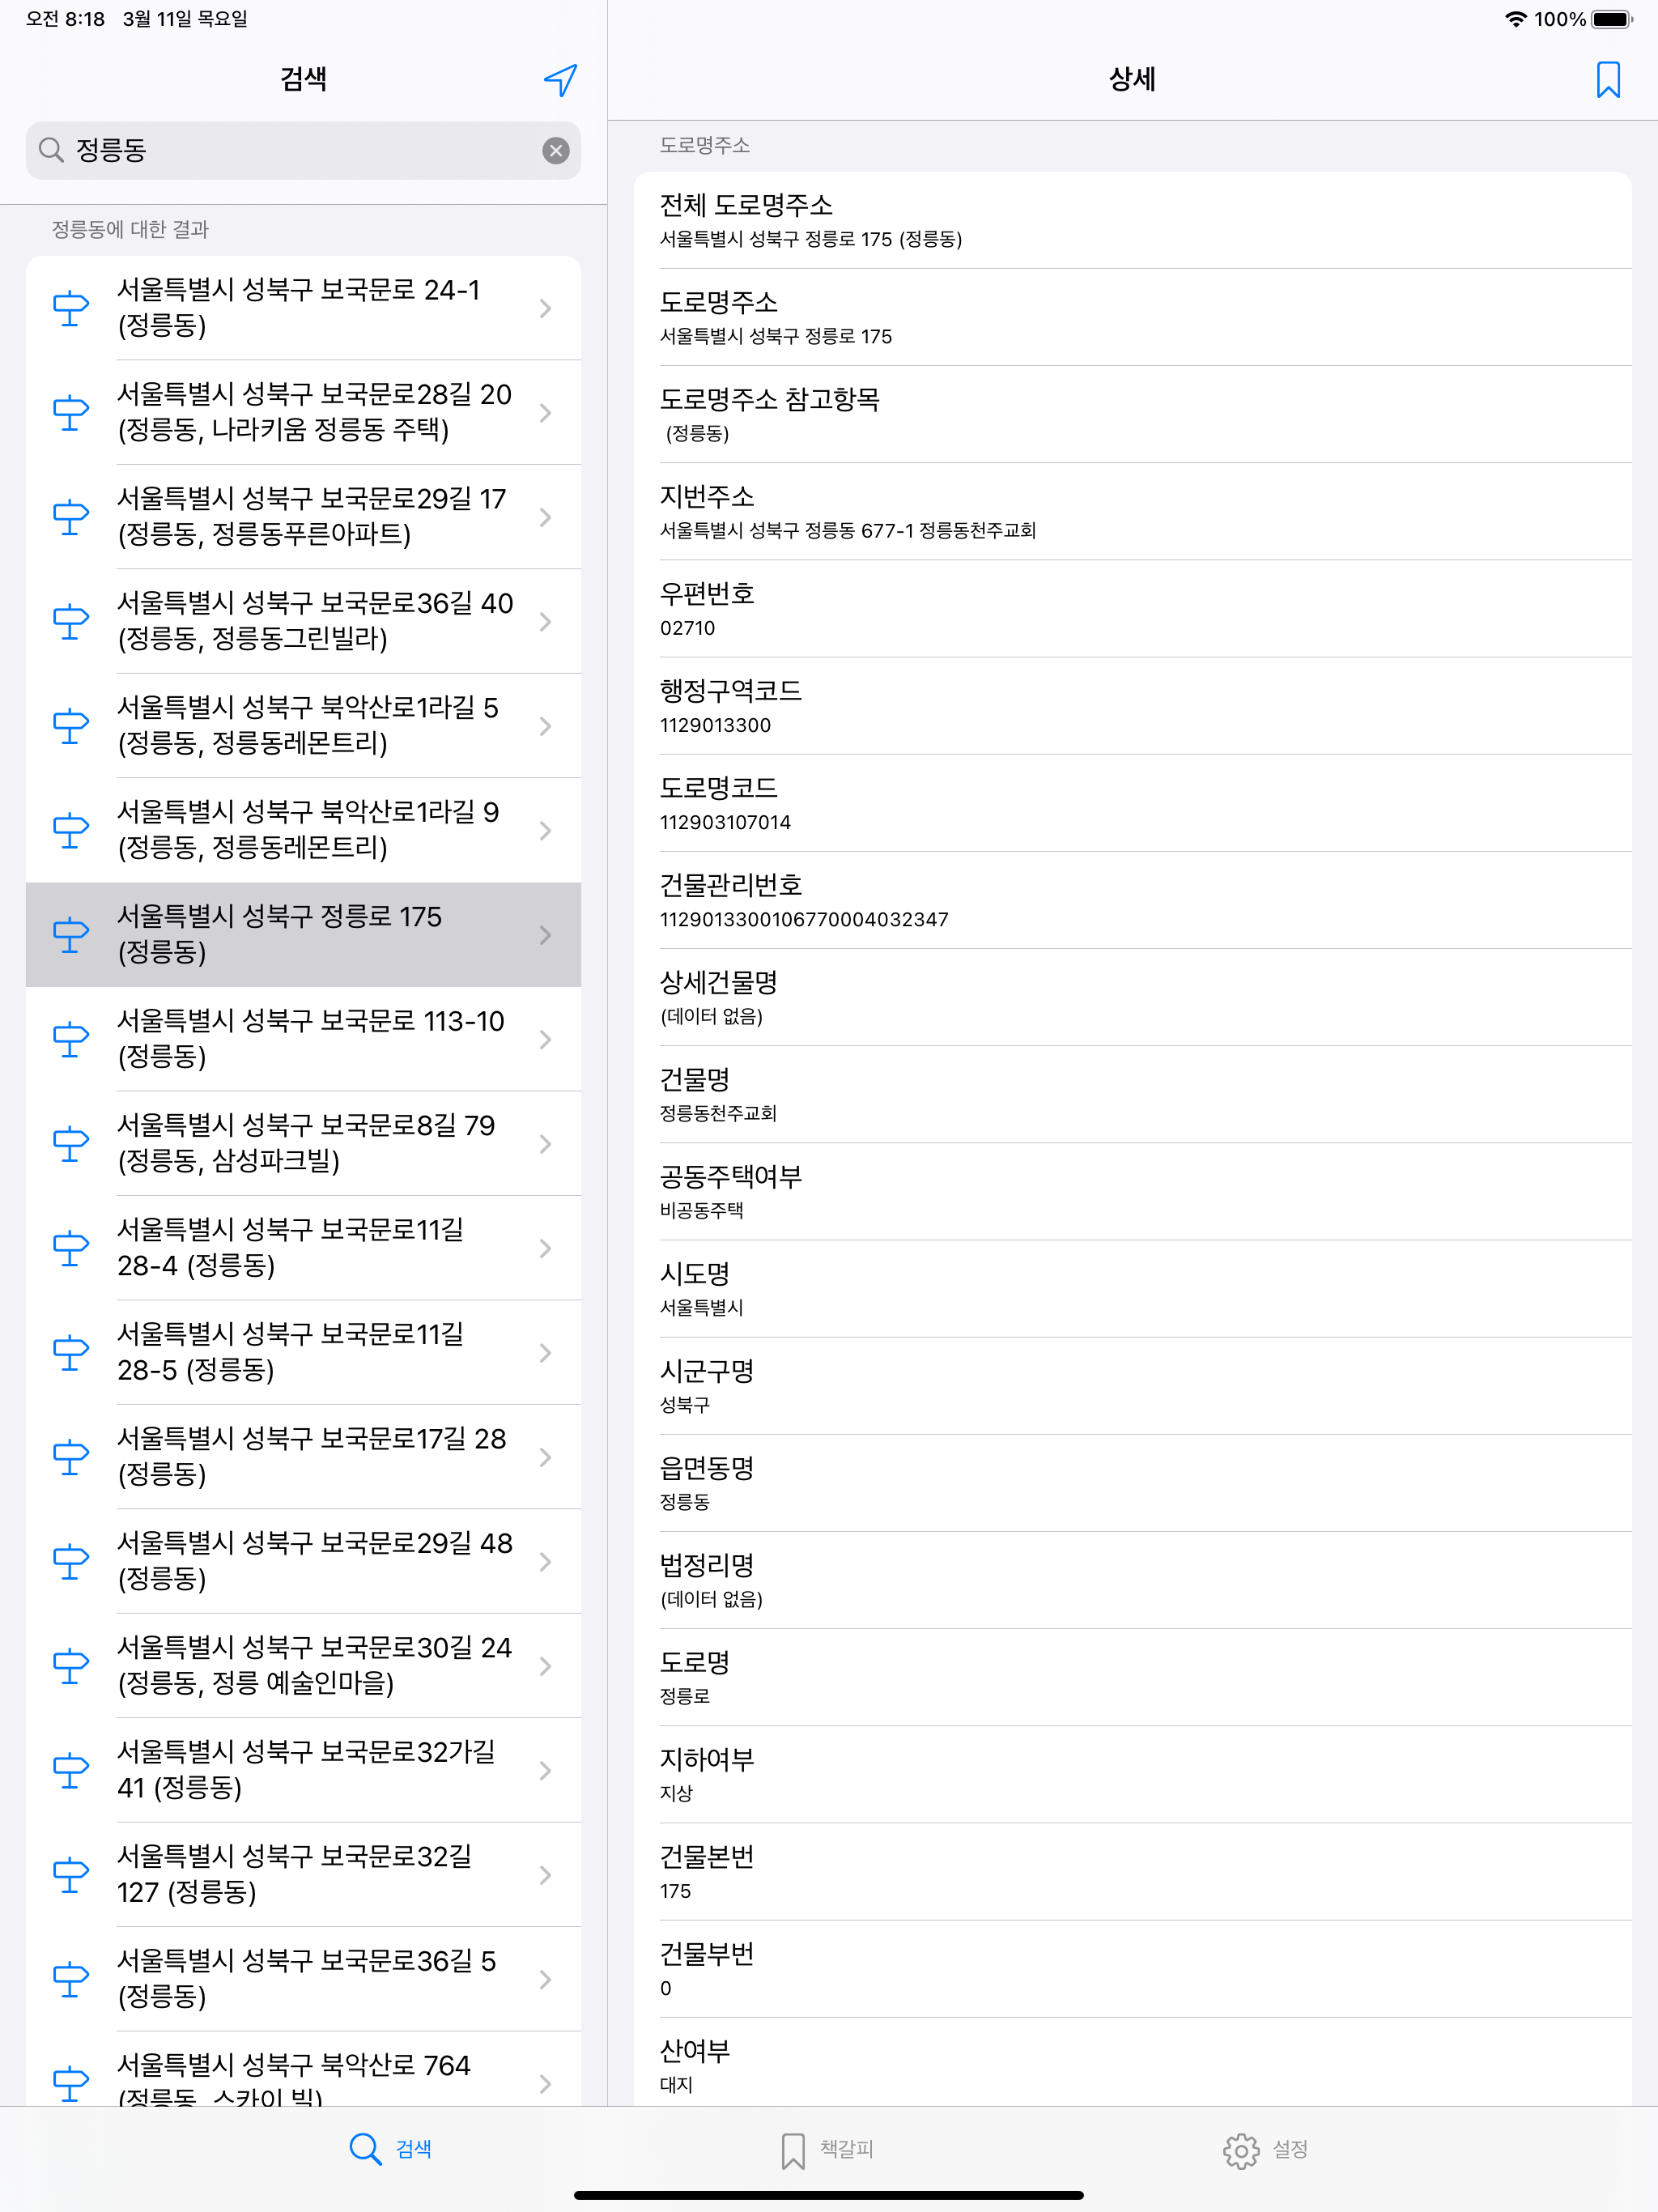 오전 8:18 3월 11일 목요일
100%
검색
정릉동
정릉동에 대한 결과
서울특별시 성북구 보국문로 24-1
(정릉동)
서울특별시 성북구 보국문로28길 20
(정릉동, 나라키움 정릉동 주택)
서울특별시 성북구 보국문로29길 17
(정릉동, 정릉동푸른아파트)
서울특별시 성북구 보국문로36길 40
(정릉동, 정릉동그린빌라)
서울특별시 성북구 북악산로1라길 5
(정릉동, 정릉동레몬트리)
서울특별시 성북구 북악산로1라길 9
(정릉동, 정릉동레몬트리)
서울특별시 성북구 정릉로 175
(정릉동)
서울특별시 성북구 보국문로 113-10
(정릉동)
서울특별시 성북구 보국문로8길 79
(정릉동, 삼성파크빌)
서울특별시 성북구 보국문로11길
28-4 (정릉동)
서울특별시 성북구 보국문로11길
28-5 (정릉동)
서울특별시 성북구 보국문로17길 28
(정릉동)
서울특별시 성북구 보국문로29길 48
(정릉동)
서울특별시 성북구 보국문로30길 24
(정릉동, 정릉 예술인마을)
서울특별시 성북구 보국문로32가길
41 (정릉동)
서울특별시 성북구 보국문로32길
127 (정릉동)
서울특별시 성북구 보국문로36길 5
(정릉동)
서울특별시 성북구 북악산로 764
(정릉동, 스카이 빌)
상세
도로명주소
전체 도로명주소
서울특별시 성북구 정릉로 175 (정릉동)
도로명주소
서울특별시 성북구 정릉로 175
도로명주소 참고항목
(정릉동)
지번주소
서울특별시 성북구 정릉동 677-1 정릉동천주교회
우편번호
02710
행정구역코드
1129013300
도로명코드
112903107014
건물관리번호
1129013300106770004032347
상세건물명
(데이터 없음)
건물명
정릉동천주교회
공동주택여부
비공동주택
시도명
서울특별시
시군구명
성북구
읍면동명
정릉동
법정리명
(데이터 없음)
도로명
정릉로
지하여부
지상
건물본번
175
건물부번
0
산여부
대지
검색
책갈피
설정